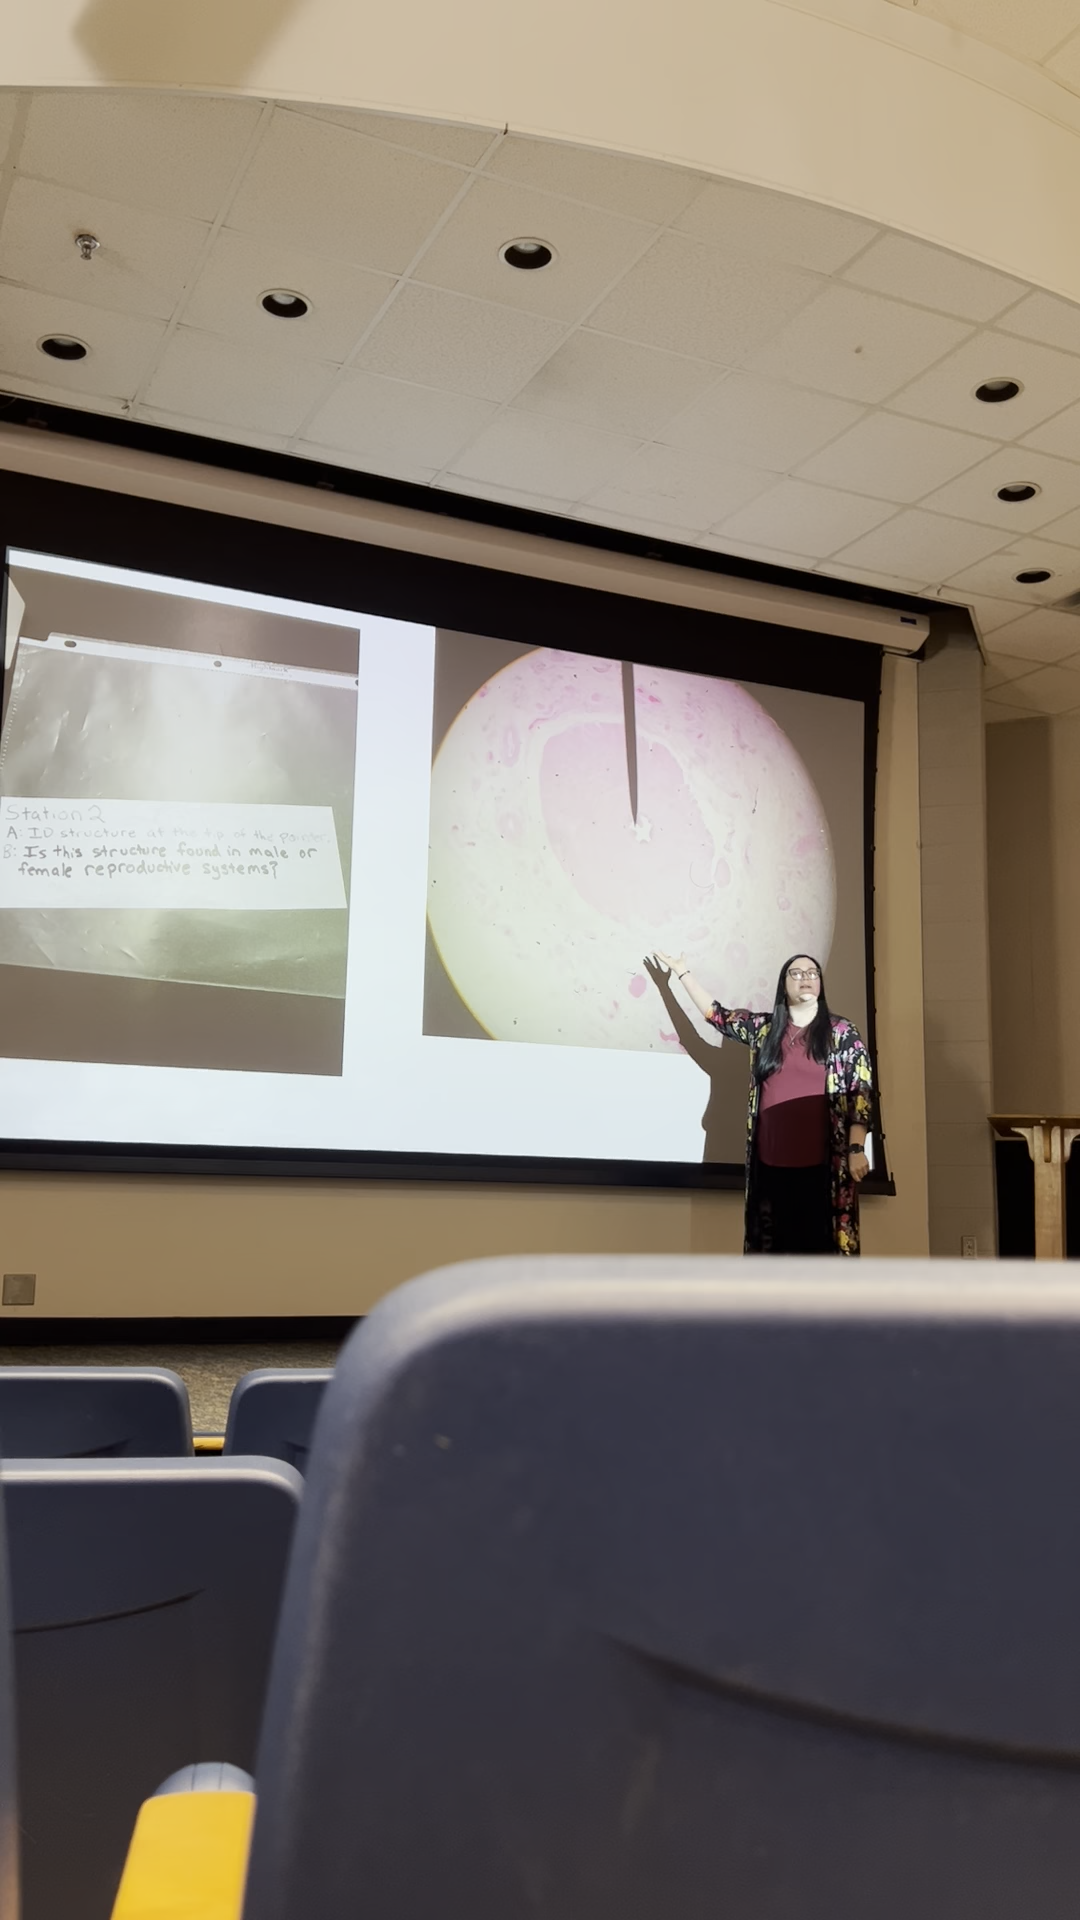 Station 2
A: ID structure at the tip of the pointer.
B: Is this structure found in male or
female reproductive systems?